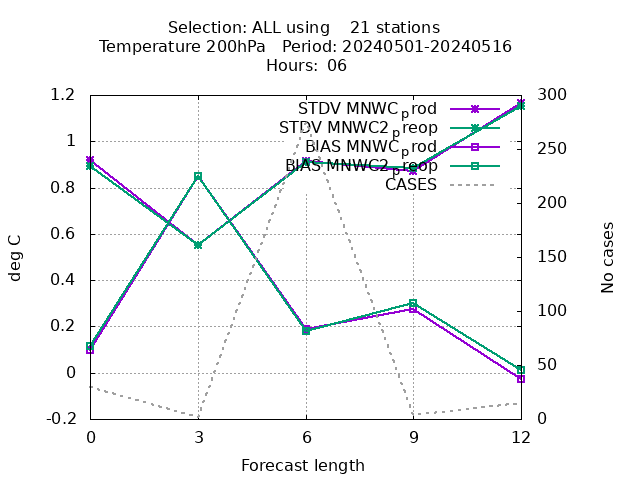 Selection: ALL using    21 stations
Temperature 200hPa   Period: 20240501-20240516
Hours:  06
STDV MNWC_prod
STDV MNWC2_preop
BIAS MNWC_prod
BIAS MNWC2_preop
CASES
1.2
1
0.8
0.6
0.4
0.2
0
-0.2
deg C
300
250
200
150
100
50
0
No cases
0 3 6 9 12
Forecast length